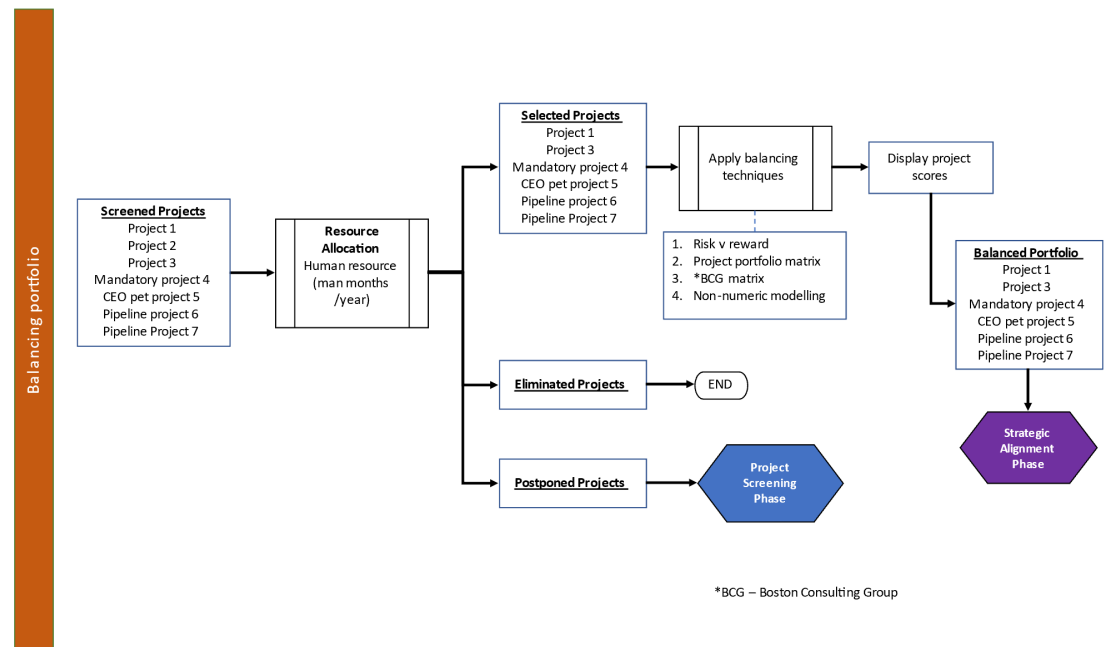 Balancing portfolio
Screened Projects
Project 1
Project 2
Project 3
Mandatory project 4
CEO pet project 5
Pipeline project 6
Pipeline Project 7
Resource
Allocation
Human resource
(man months
/year)
Selected Projects
Project 1
Project 3
Mandatory project 4
CEO pet project 5
Pipeline project 6
Pipeline Project 7
Apply balancing
techniques
1. Risk v reward
2. Project portfolio matrix
3. *BCG matrix
4. Non-numeric modelling
Display project
scores
Balanced Portfolio
Project 1
Project 3
Mandatory project 4
CEO pet project 5
Pipeline project 6
Pipeline Project 7
Strategic
Alignment
Phase
Eliminated Projects
END
Postponed Projects
Project
Screening
Phase
*BCG – Boston Consulting Group